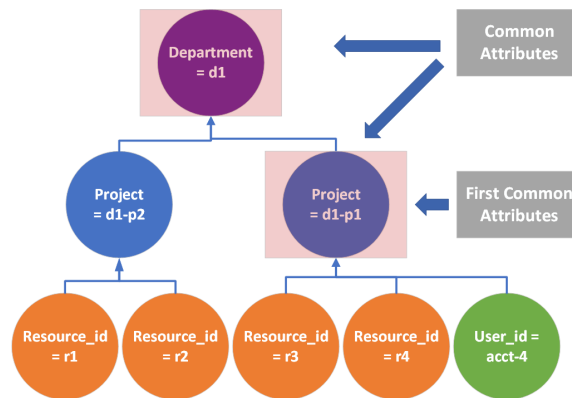 Department
= d1
Common
Attributes
Project
= d1-p2
Project
= d1-p1
First Common
Attributes
Resource_id
= r1
Resource_id
= r2
Resource_id
= r3
Resource_id
= r4
User_id =
acct-4